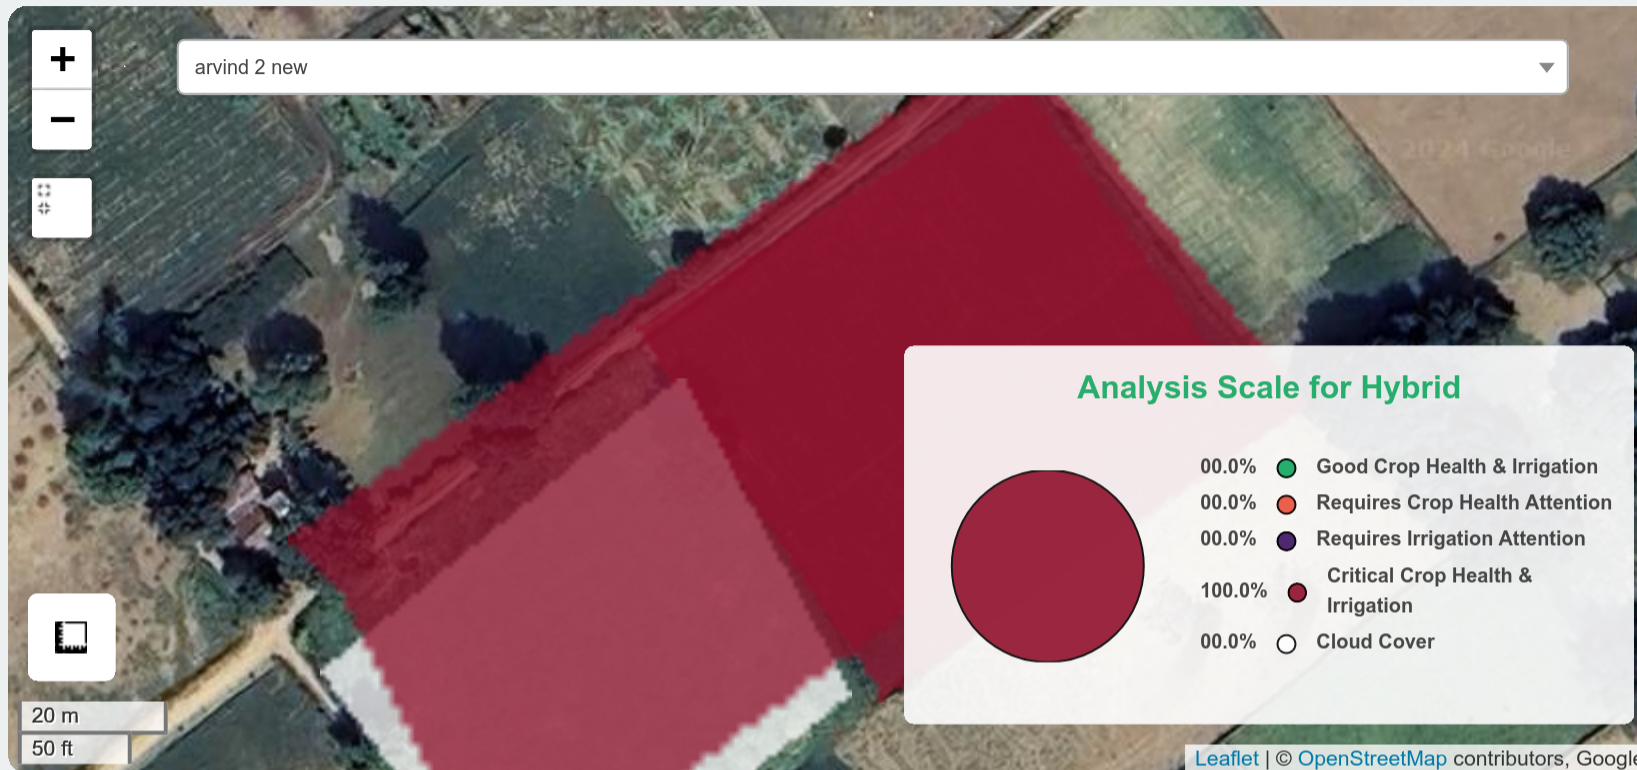 +
arvind 2 new
−
2024 Google
Analysis Scale for Hybrid
00.0% Good Crop Health & Irrigation
00.0% Requires Crop Health Attention
00.0% Requires Irrigation Attention
100.0% Critical Crop Health &
Irrigation
00.0% Cloud Cover
20 m
50 ft
Leaflet | © OpenStreetMap contributors, Google